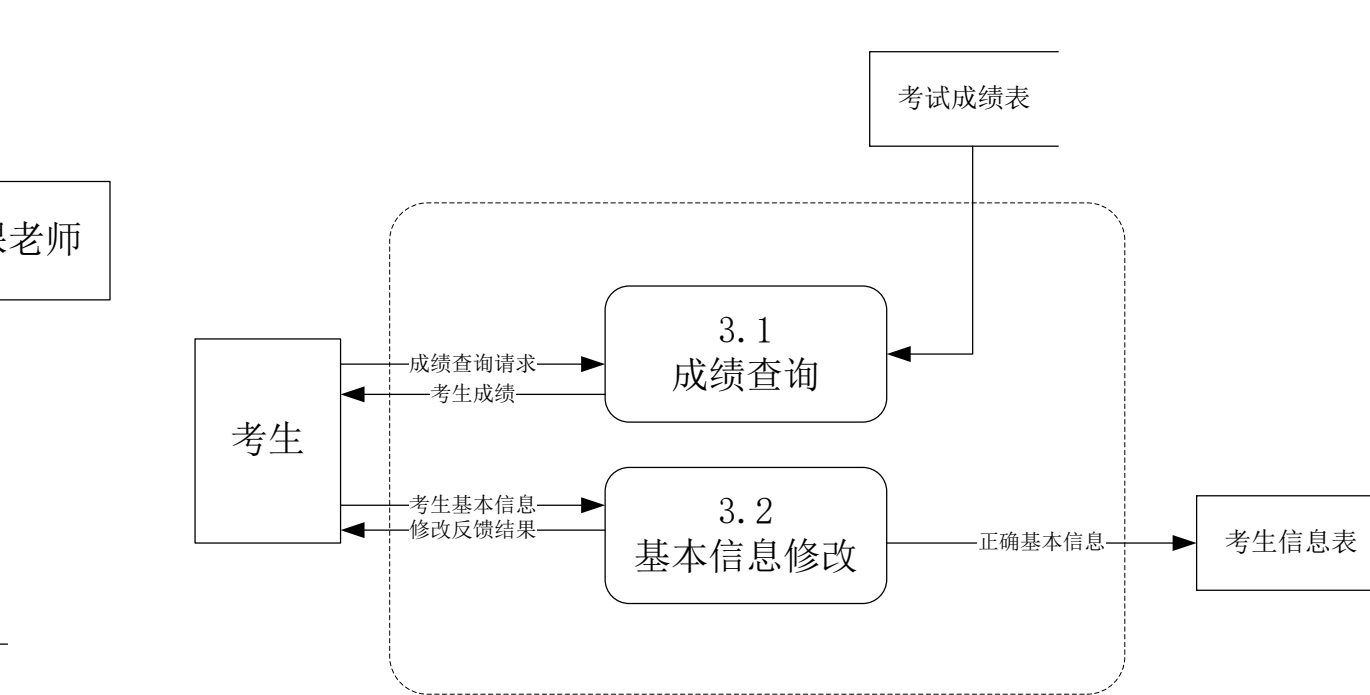 考试成绩表
老师
3.1
成绩查询
成绩查询请求
考生成绩
考生
考生基本信息
修改反馈结果
3.2
基本信息修改
正确基本信息
考生信息表